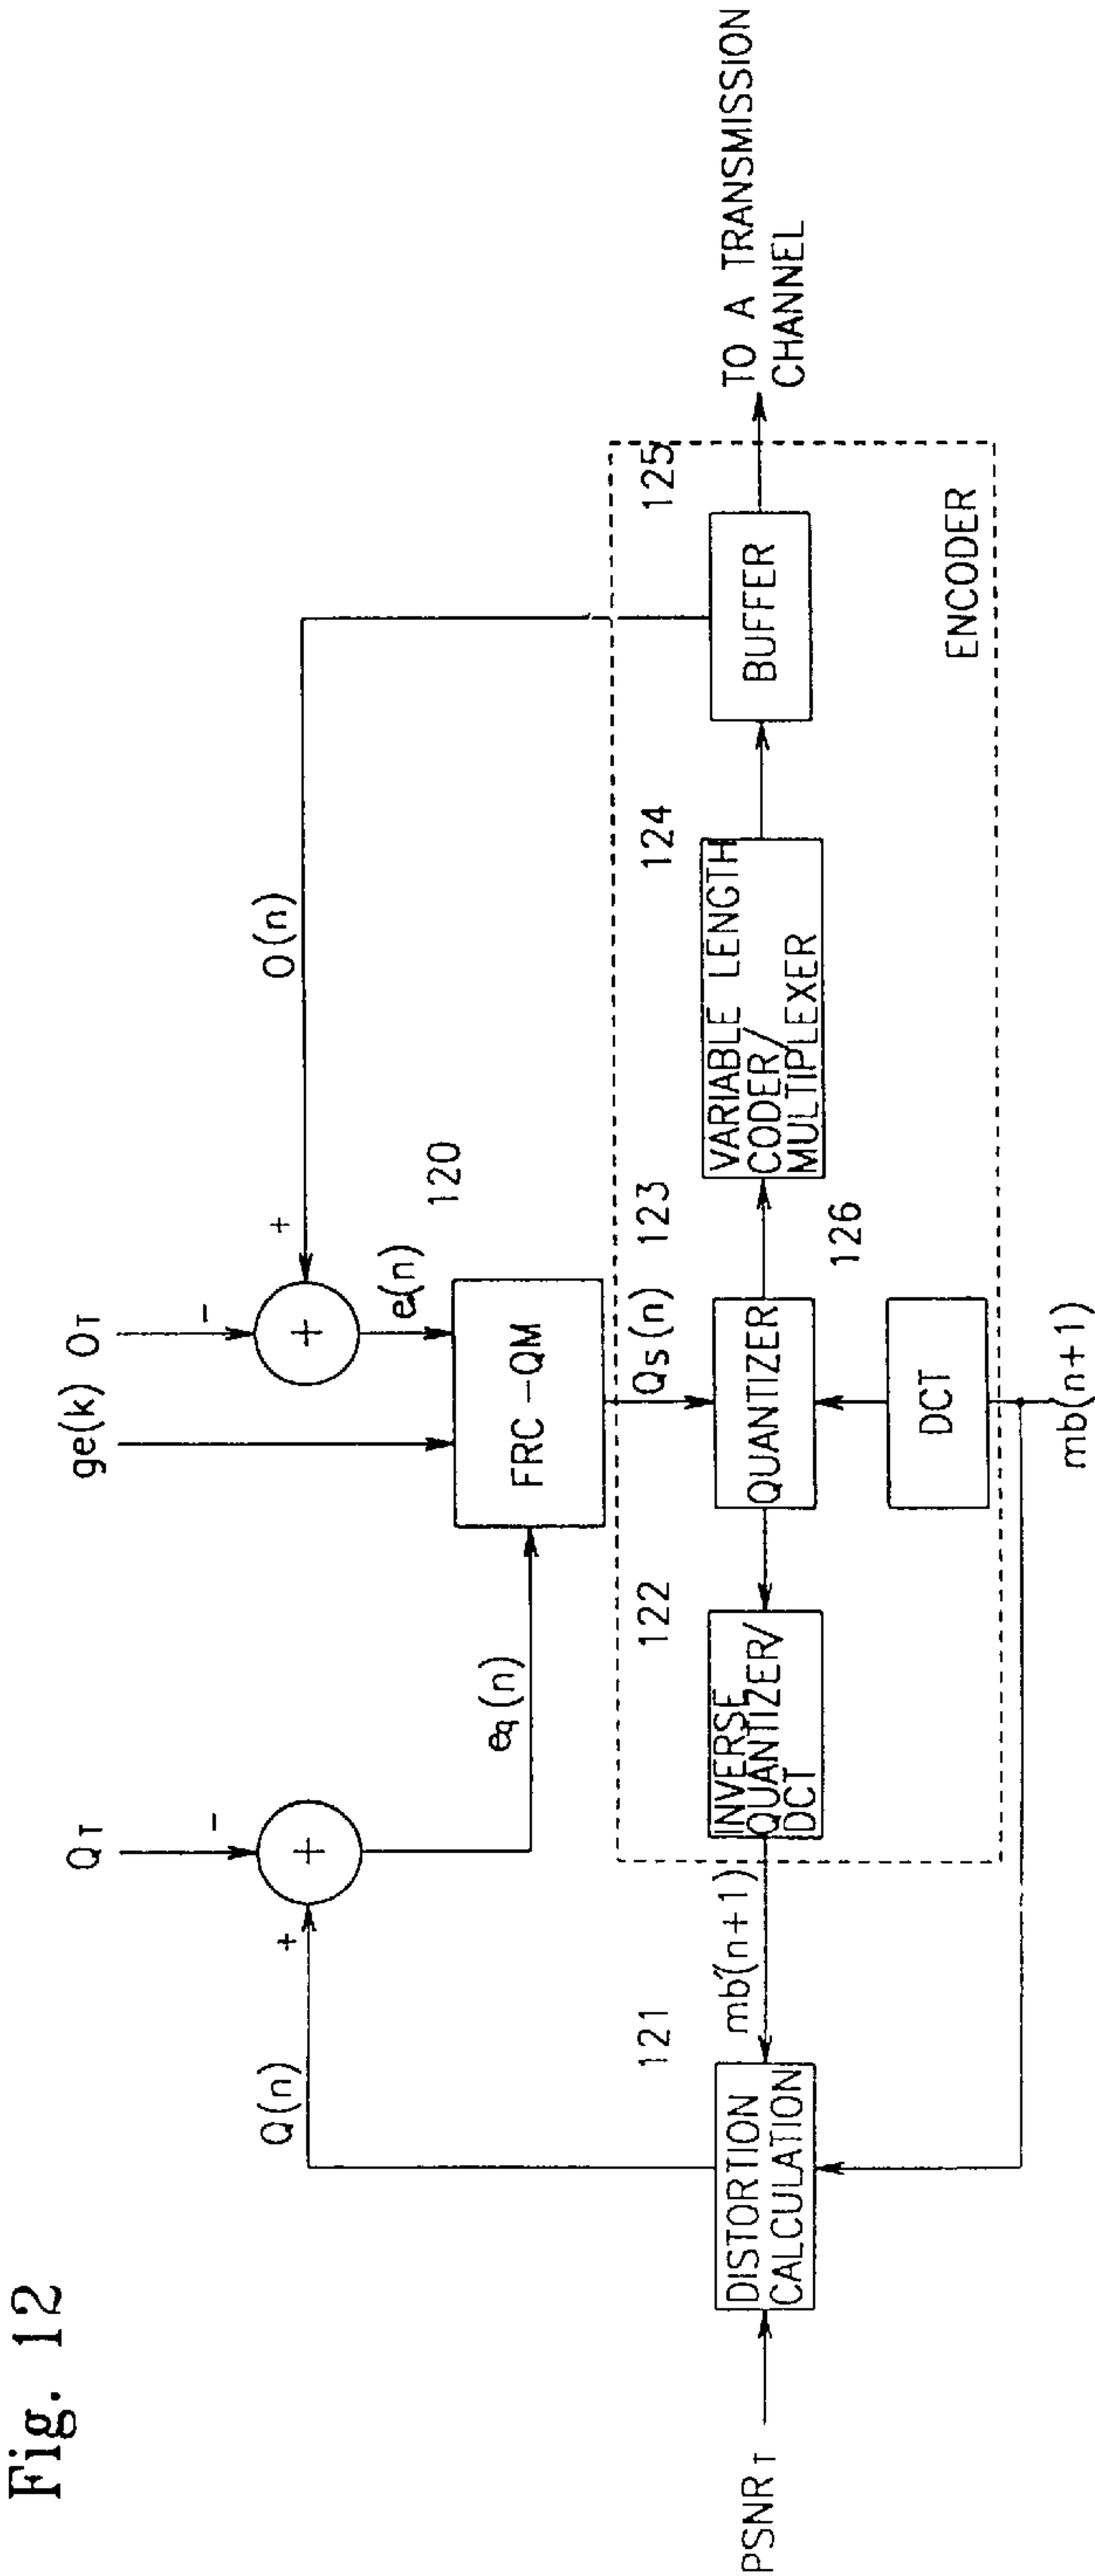 Fig. 12
QT
-
ge(k)
OT
-
Q(n)
+
+
+
+
O(n)
eq(n)
e(n)
FRC-QM
120
PSNRT
121
DISTORTION
CALCULATION
mb'(n+1)
122
INVERSE
QUANTIZER/
DCT
Qs(n)
123
QUANTIZER
124
VARIABLE LENGTH
CODER/
MULTIPLEXER
125
BUFFER
TO A TRANSMISSION
CHANNEL
126
DCT
ENCODER
mb(n+1)